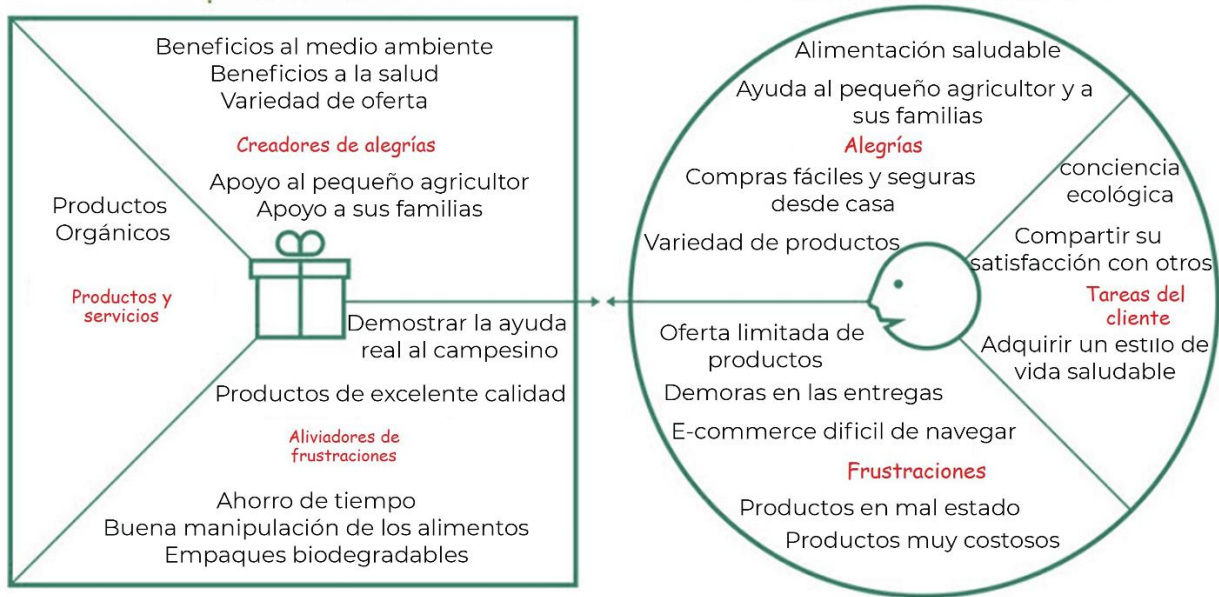 Beneficios al medio ambiente
Beneficios a la salud
Variedad de oferta
Creadores de alegrías
Apoyo al pequeño agricultor
Apoyo a sus familias
Productos
Orgánicos
Productos y
servicios
Demostrar la ayuda
real al campesino
Productos de excelente calidad
Aliviadores de
frustraciones
Ahorro de tiempo
Buena manipulación de los alimentos
Empaques biodegradables
Alimentación saludable
Ayuda al pequeño agricultor y a
sus familias
Alegrías
Compras fáciles y seguras
desde casa
Variedad de productos
conciencia
ecológica
Compartir su
satisfacción con otros
Tareas del
cliente
Adquirir un estilo de
vida saludable
Oferta limitada de
productos
Demoras en las entregas
E-commerce dificil de navegar
Frustraciones
Productos en mal estado
Productos muy costosos